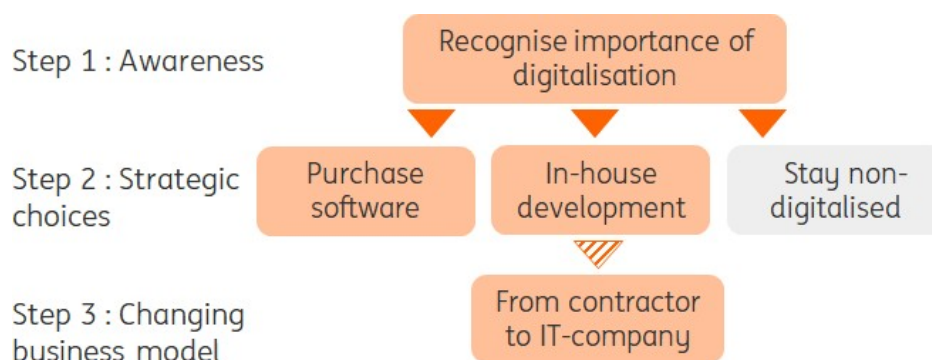 Step 1 : Awareness
Recognise importance of
digitalisation
Step 2 : Strategic
choices
Purchase
software
In-house
development
Stay non-
digitalised
Step 3 : Changing
business model
From contractor
to IT-company